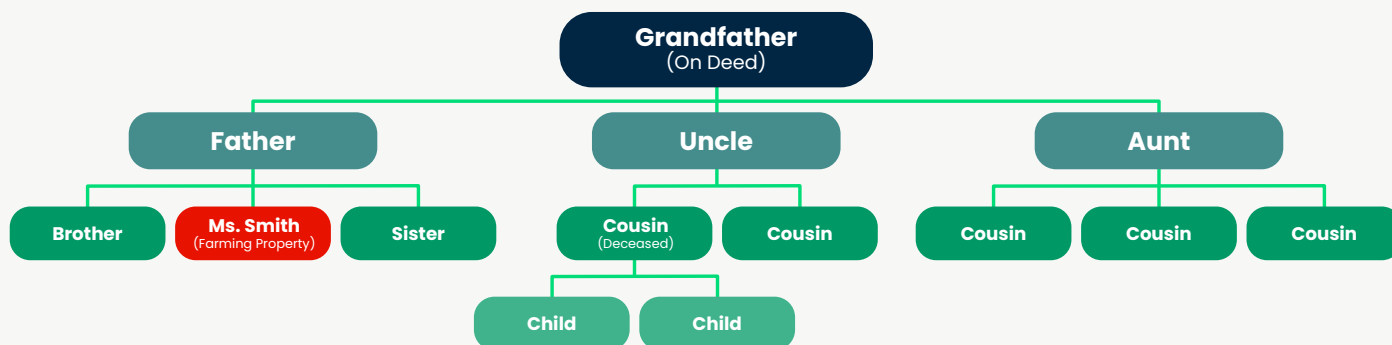 Grandfather
(On Deed)
Father
Uncle
Aunt
Brother
Ms. Smith
(Farming Property)
Sister
Cousin
(Deceased)
Cousin
Cousin
Cousin
Cousin
Child
Child